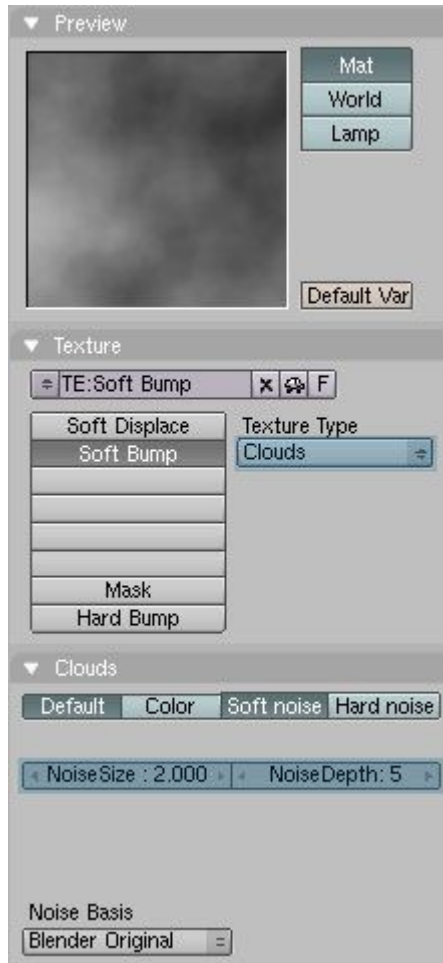 Preview
Mat
World
Lamp
Default Var
Texture
TE:Soft Bump
F
Soft Displace
Texture Type
Soft Bump
Clouds
Mask
Hard Bump
Clouds
Default Color Soft noise Hard noise
NoiseSize : 2.000 NoiseDepth: 5
Noise Basis
Blender Original